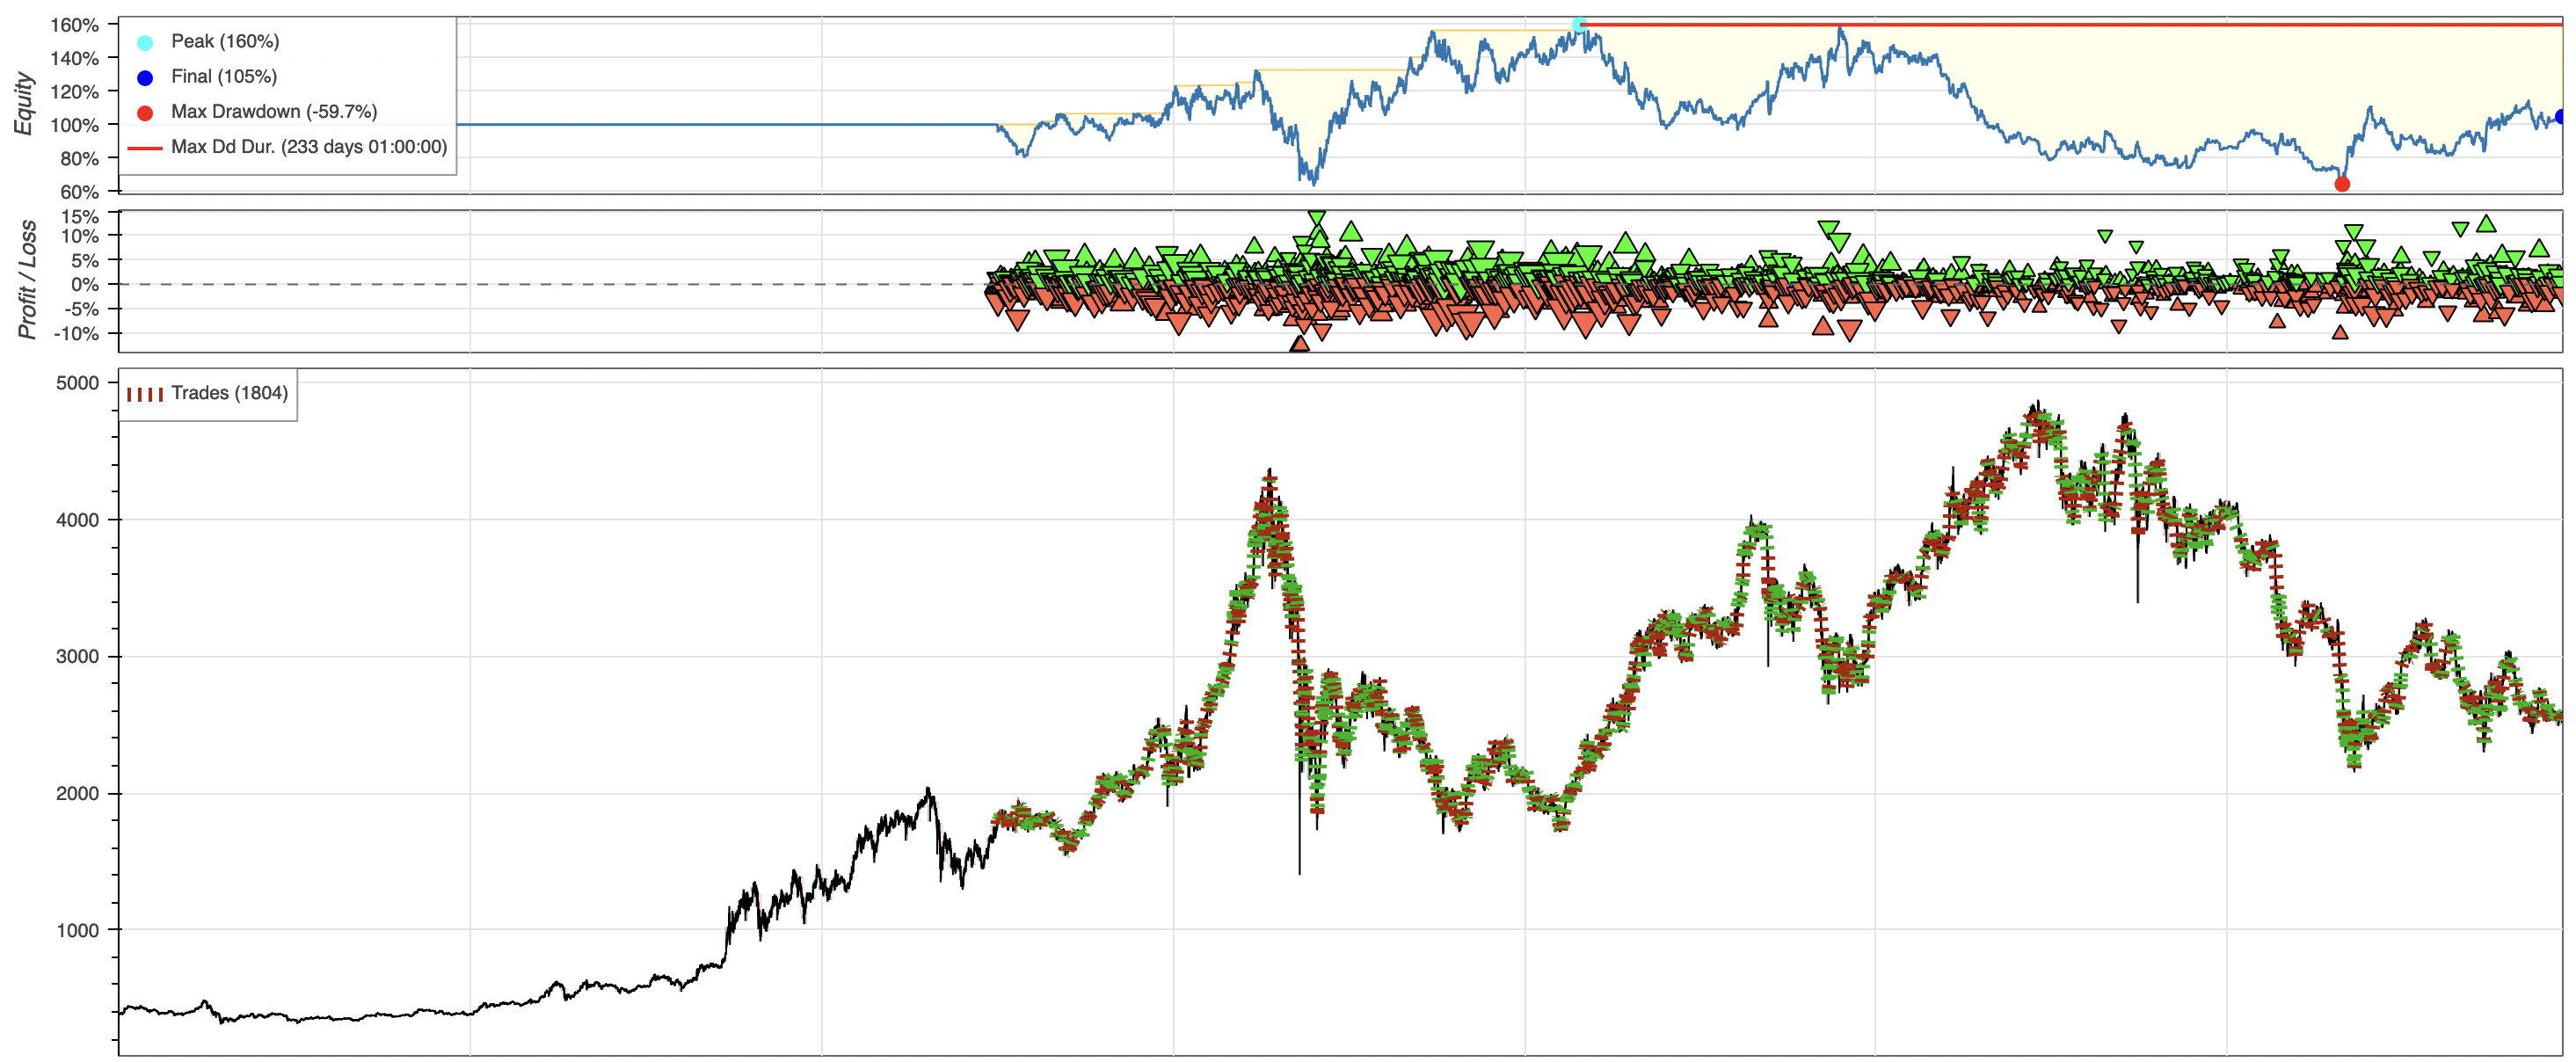 Equity
160%
140%
120%
100%
80%
60%
Peak (160%)
Final (105%)
Max Drawdown (-59.7%)
Max Dd Dur. (233 days 01:00:00)
Profit / Loss
15%
10%
5%
0%
-5%
-10%
Trades (1804)
5000
4000
3000
2000
1000